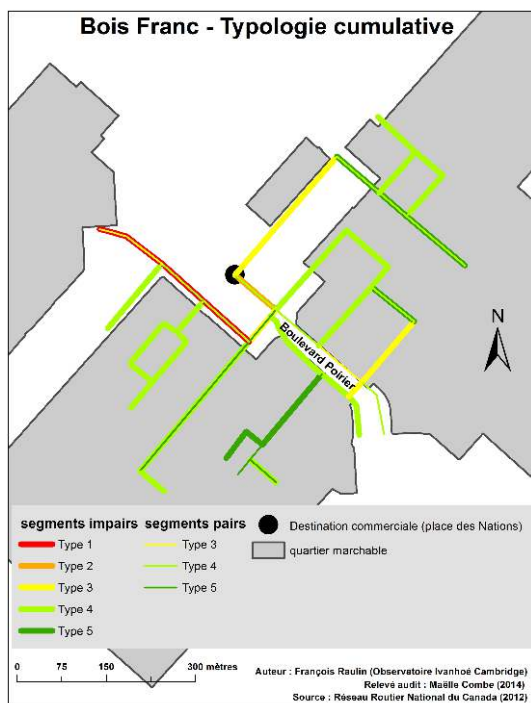 Bois Franc - Typologie cumulative
N
Boulevard Poirier
segments impairs
segments pairs
Type 1
Type 2
Type 3
Type 4
Type 5
Type 3
Type 4
Type 5
Destination commerciale (place des Nations)
quartier marchable
0 75 150 300 mètres
Auteur : François Raulin (Observatoire Ivanhoé Cambridge)
Relevé audit : Maëlle Combe (2014)
Source : Réseau Routier National du Canada (2012)